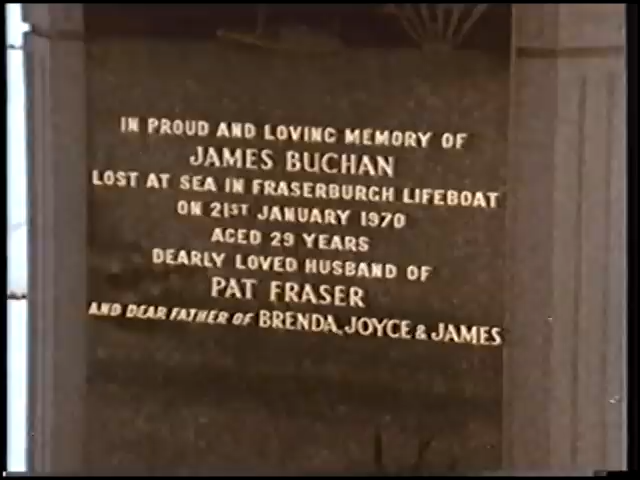 IN PROUD AND LOVING MEMORY OF
JAMES BUCHAN
LOST AT SEA IN FRASERBURGH LIFEBOAT
ON 21ST JANUARY 1970
AGED 29 YEARS
DEARLY LOVED HUSBAND OF
PAT FRASER
AND DEAR FATHER OF BRENDA, JOYCE & JAMES